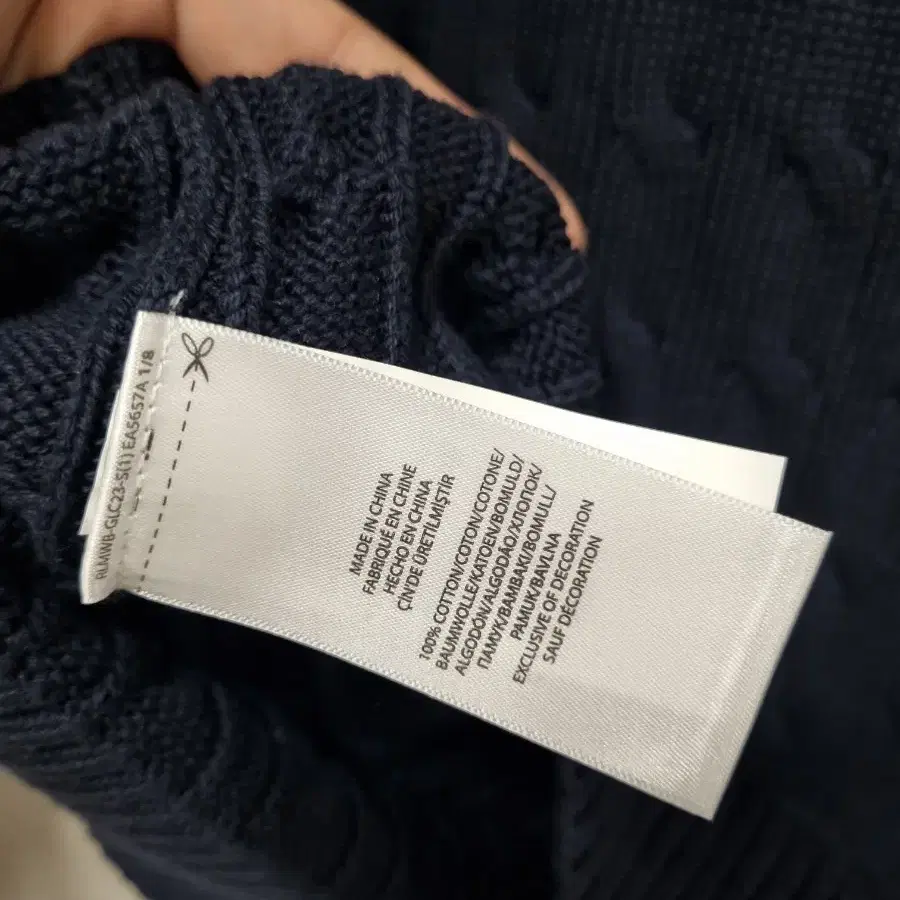 RLMWB-GLC23-S(1) EA5657A 1/8
MADE IN CHINA
FABRIQUÉ EN CHINE
HECHO EN CHINA
ÇIN'DE ÜRETİLMİŞTİR
100% COTTON/COTON/COTONE/
BAUMWOLLE/KATOEN/BOMULD/
ALGODÓN/ALGODÃO/ХЛОПОК/
ПАМУК/BAMBAKI/BOMULL/
PAMUK/BAVLNA
EXCLUSIVE OF DECORATION
SAUF DÉCORATION